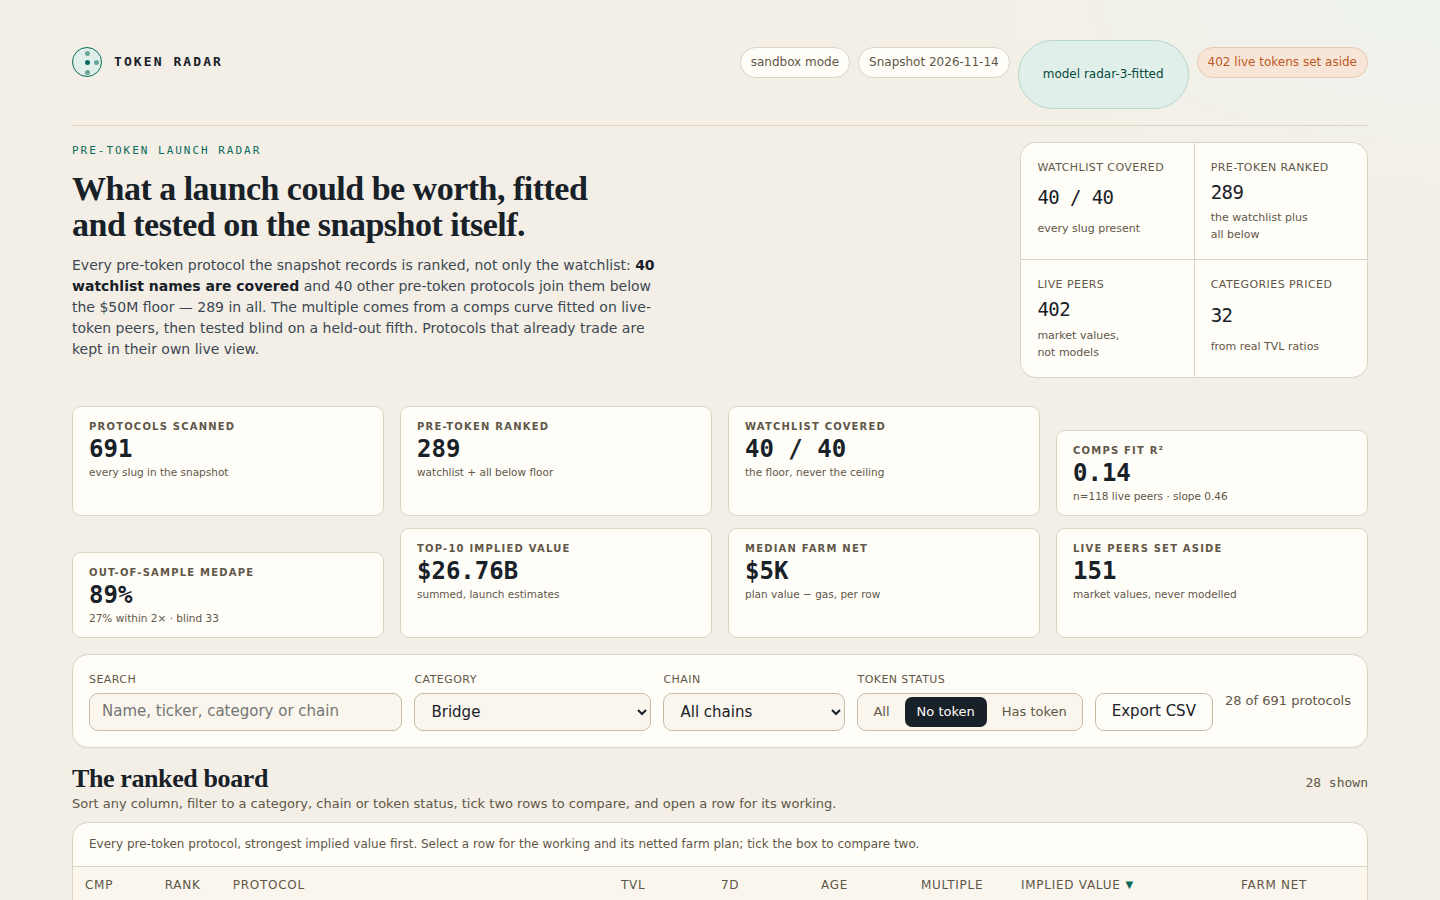 TOKEN RADAR
sandbox mode
Snapshot 2026-11-14
model radar-3-fitted
402 live tokens set aside
PRE-TOKEN LAUNCH RADAR
What a launch could be worth, fitted
and tested on the snapshot itself.
Every pre-token protocol the snapshot records is ranked, not only the watchlist: 40
watchlist names are covered and 40 other pre-token protocols join them below
the $50M floor — 289 in all. The multiple comes from a comps curve fitted on live-
token peers, then tested blind on a held-out fifth. Protocols that already trade are
kept in their own live view.
WATCHLIST COVERED
40 / 40
every slug present
PRE-TOKEN RANKED
289
the watchlist plus
all below
LIVE PEERS
402
market values,
not models
CATEGORIES PRICED
32
from real TVL ratios
PROTOCOLS SCANNED
691
every slug in the snapshot
PRE-TOKEN RANKED
289
watchlist + all below floor
WATCHLIST COVERED
40 / 40
the floor, never the ceiling
COMPS FIT R²
0.14
n=118 live peers · slope 0.46
OUT-OF-SAMPLE MEDAPE
89%
27% within 2× · blind 33
TOP-10 IMPLIED VALUE
$26.76B
summed, launch estimates
MEDIAN FARM NET
$5K
plan value − gas, per row
LIVE PEERS SET ASIDE
151
market values, never modelled
SEARCH
Name, ticker, category or chain
CATEGORY
Bridge
CHAIN
All chains
TOKEN STATUS
All
No token
Has token
Export CSV
28 of 691 protocols
The ranked board
28 shown
Sort any column, filter to a category, chain or token status, tick two rows to compare, and open a row for its working.
Every pre-token protocol, strongest implied value first. Select a row for the working and its netted farm plan; tick the box to compare two.
CMP RANK PROTOCOL TVL 7D AGE MULTIPLE IMPLIED VALUE ▼ FARM NET